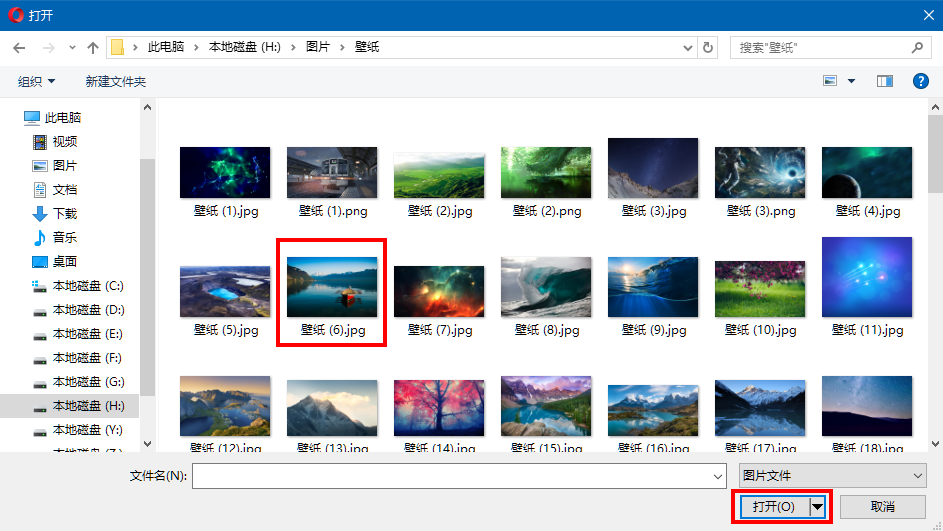 打开
此电脑 › 本地磁盘 (H:) › 图片 › 壁纸
搜索"壁纸"
组织
新建文件夹
此电脑
视频
图片
文档
下载
音乐
桌面
本地磁盘 (C:)
本地磁盘 (D:)
本地磁盘 (E:)
本地磁盘 (F:)
本地磁盘 (G:)
本地磁盘 (H:)
本地磁盘 (Y:)
壁纸 (1).jpg
壁纸 (1).png
壁纸 (2).jpg
壁纸 (2).png
壁纸 (3).jpg
壁纸 (3).png
壁纸 (4).jpg
壁纸 (5).jpg
壁纸 (6).jpg
壁纸 (7).jpg
壁纸 (8).jpg
壁纸 (9).jpg
壁纸 (10).jpg
壁纸 (11).jpg
壁纸 (12).jpg
壁纸 (13).jpg
壁纸 (14).jpg
壁纸 (15).jpg
壁纸 (16).jpg
壁纸 (17).jpg
壁纸 (18).jpg
文件名(N):
图片文件
打开(O)
取消